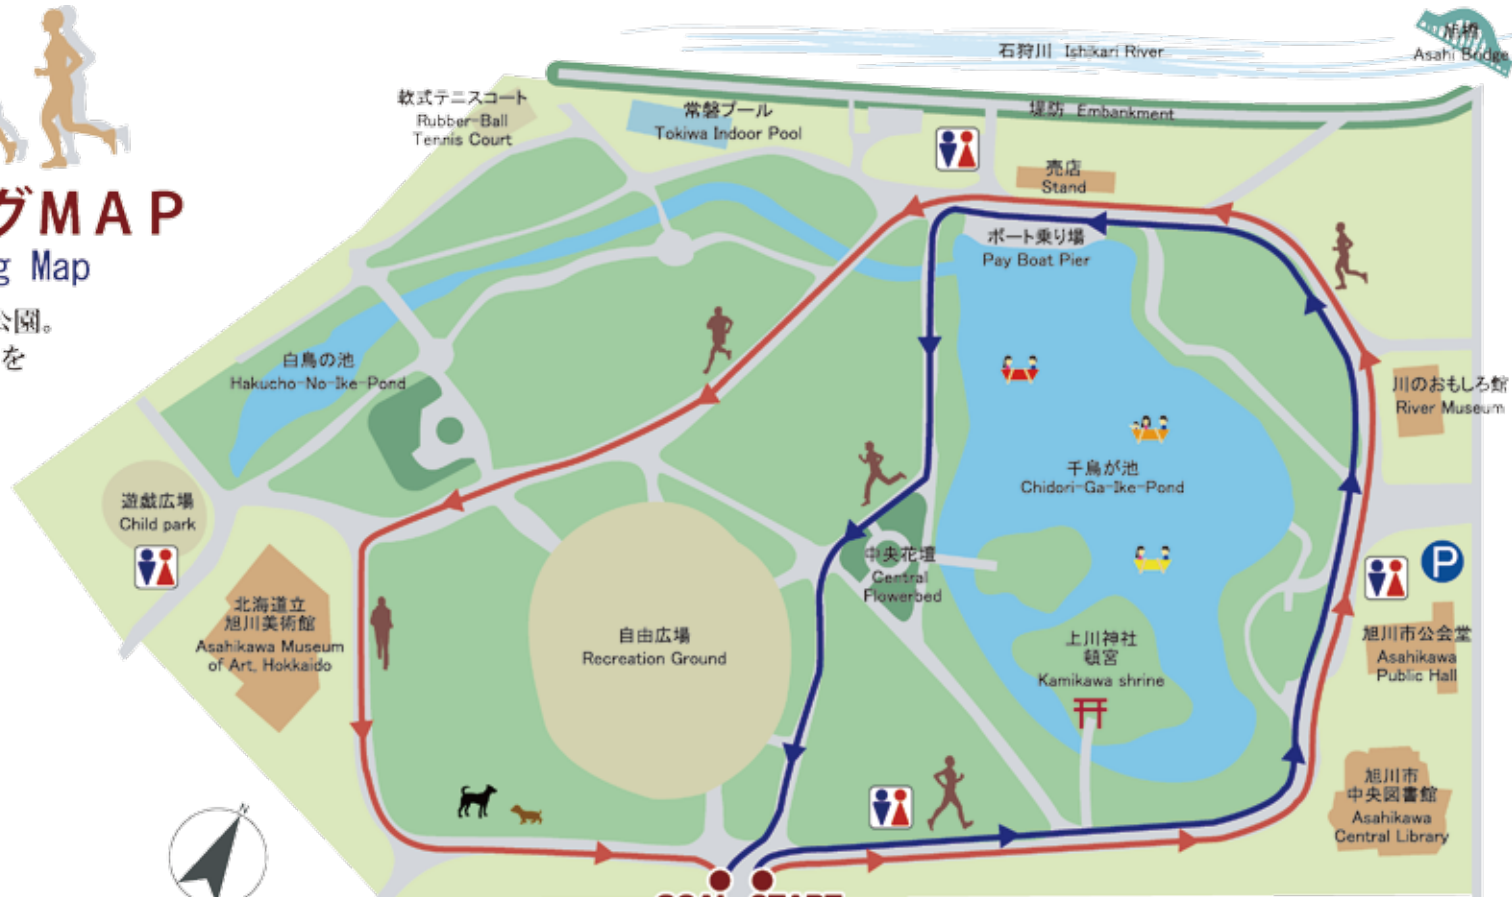 グMAP
g Map
公園。
を
石狩川 Ishikari River
旭橋
Asahi Bridge
堤防 Embankment
軟式テニスコート
Rubber-Ball
Tennis Court
常磐プール
Tokiwa Indoor Pool
売店
Stand
ボート乗り場
Pay Boat Pier
白鳥の池
Hakucho-No-Ike-Pond
川のおもしろ館
River Museum
千鳥が池
Chidori-Ga-Ike-Pond
遊戯広場
Child park
中央花壇
Central
Flowerbed
P
北海道立
旭川美術館
Asahikawa Museum
of Art, Hokkaido
自由広場
Recreation Ground
上川神社
頓宮
Kamikawa shrine
旭川市公会堂
Asahikawa
Public Hall
旭川市
中央図書館
Asahikawa
Central Library
N
GOAL START